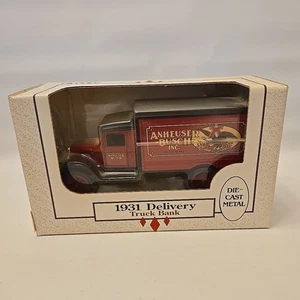 ANHEUSER
BUSCH
INC.
1931 Delivery
Truck Bank
DIE-
CAST
METAL